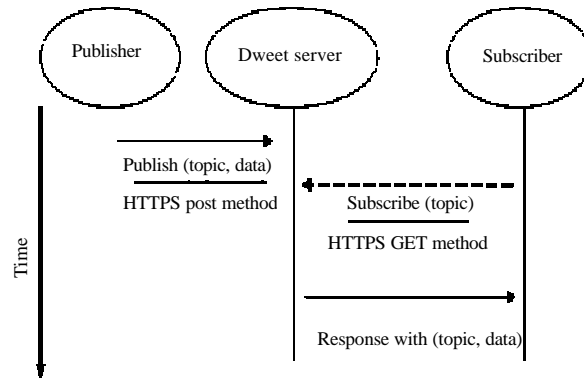 Publisher
Dweet server
Subscriber
Publish (topic, data)
HTTPS post method
Subscribe (topic)
HTTPS GET method
Time
Response with (topic, data)